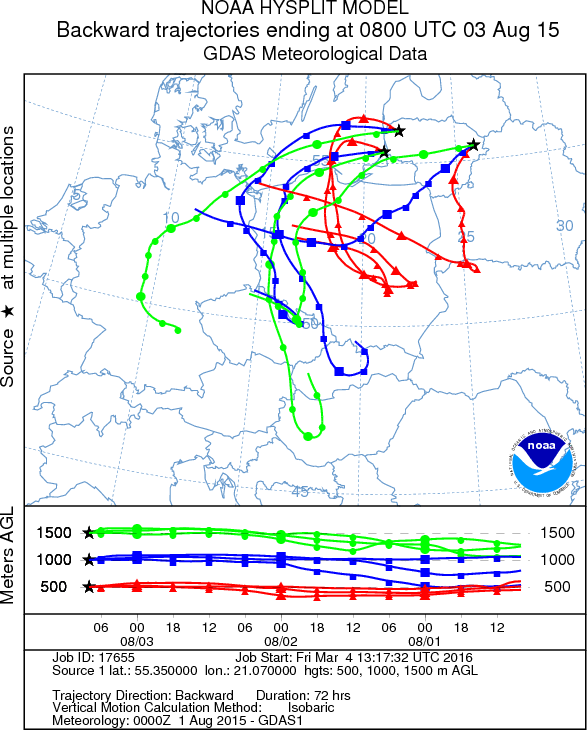 NOAA HYSPLIT MODEL
Backward trajectories ending at 0800 UTC 03 Aug 15
GDAS Meteorological Data
Source ★ at multiple locations
10
20
25
30
50
45
noaa
Meters AGL
1500 1500
1000 1000
500 500
06 00 18 12 06 00 18 12 06 00 18 12
08/03 08/02 08/01
Job ID: 17655 Job Start: Fri Mar 4 13:17:32 UTC 2016
Source 1 lat.: 55.350000 lon.: 21.070000 hgts: 500, 1000, 1500 m AGL
Trajectory Direction: Backward Duration: 72 hrs
Vertical Motion Calculation Method: Isobaric
Meteorology: 0000Z 1 Aug 2015 - GDAS1